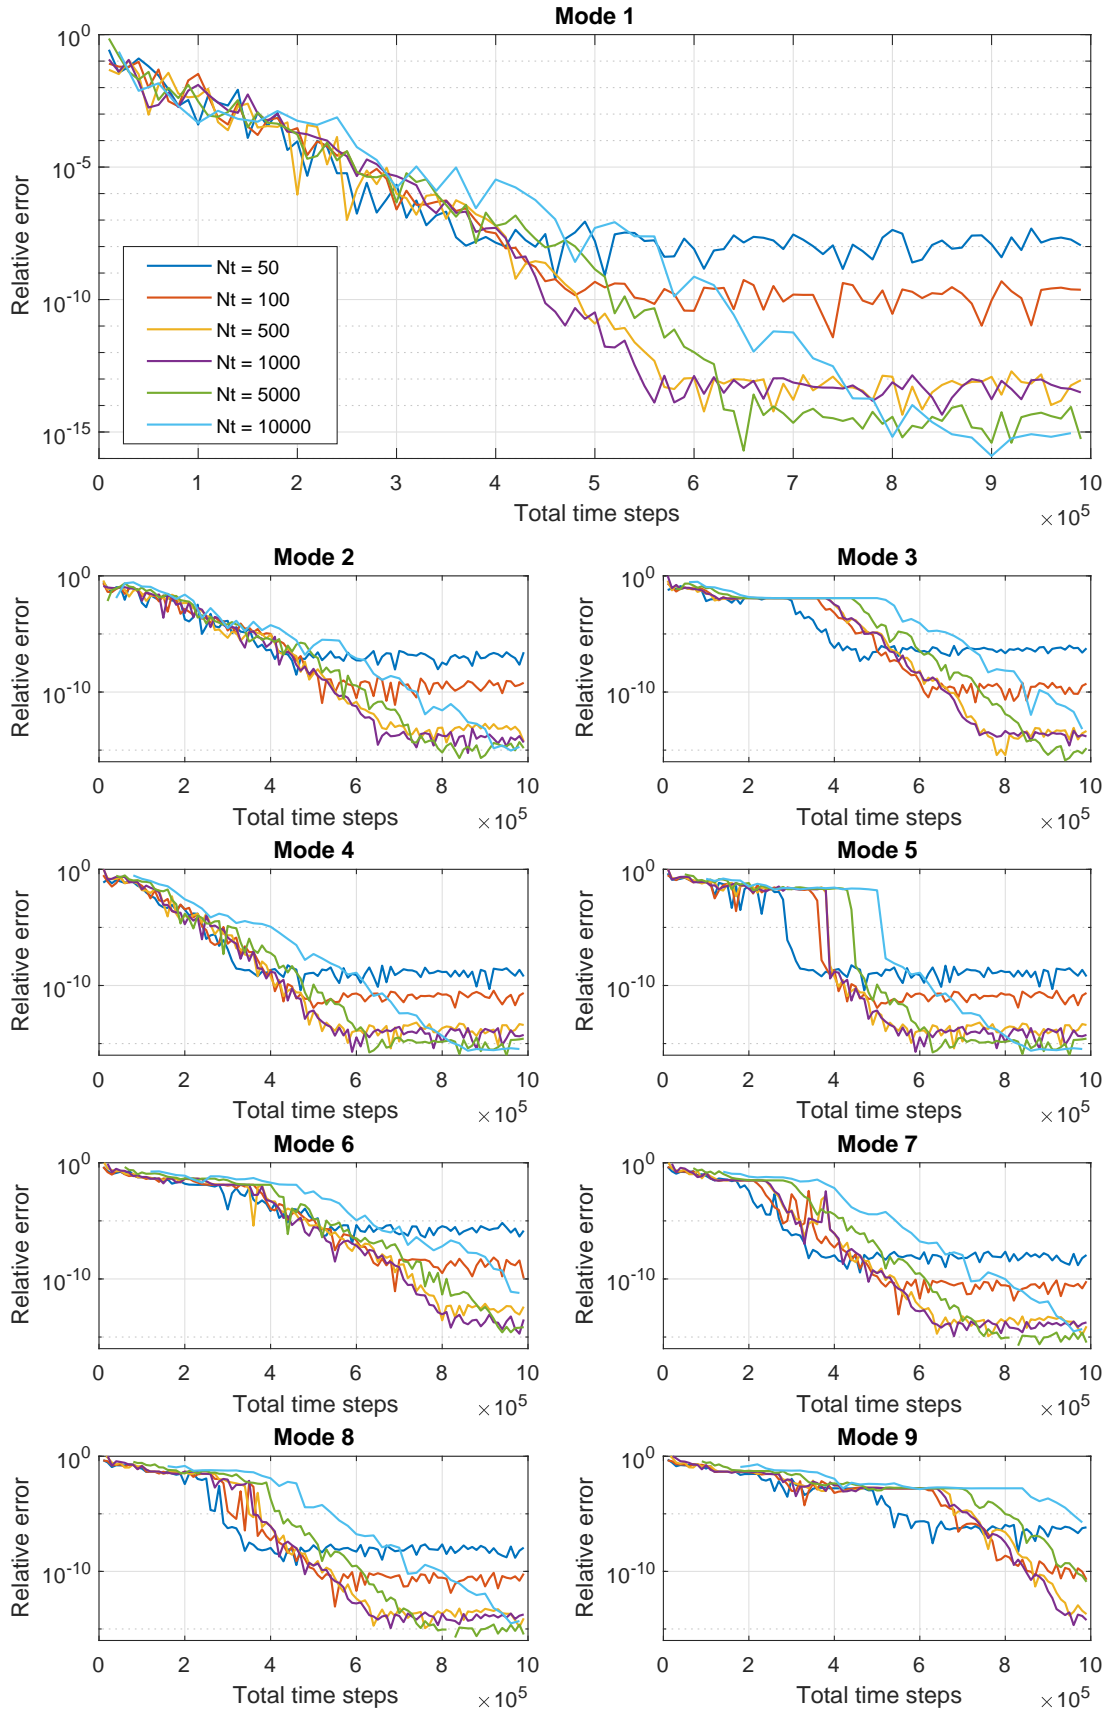 Mode 1
10^0
10^-5
10^-10
10^-15
Relative error
Nt = 50
Nt = 100
Nt = 500
Nt = 1000
Nt = 5000
Nt = 10000
0 1 2 3 4 5 6 7 8 9 10
Total time steps
×10^5
Mode 2
10^0
10^-10
Relative error
0 2 4 6 8 10
Total time steps
×10^5
Mode 3
10^0
10^-10
Relative error
0 2 4 6 8 10
Total time steps
×10^5
Mode 4
10^0
10^-10
Relative error
0 2 4 6 8 10
Total time steps
×10^5
Mode 5
10^0
10^-10
Relative error
0 2 4 6 8 10
Total time steps
×10^5
Mode 6
10^0
10^-10
Relative error
0 2 4 6 8 10
Total time steps
×10^5
Mode 7
10^0
10^-10
Relative error
0 2 4 6 8 10
Total time steps
×10^5
Mode 8
10^0
10^-10
Relative error
0 2 4 6 8 10
Total time steps
×10^5
Mode 9
10^0
10^-10
Relative error
0 2 4 6 8 10
Total time steps
×10^5